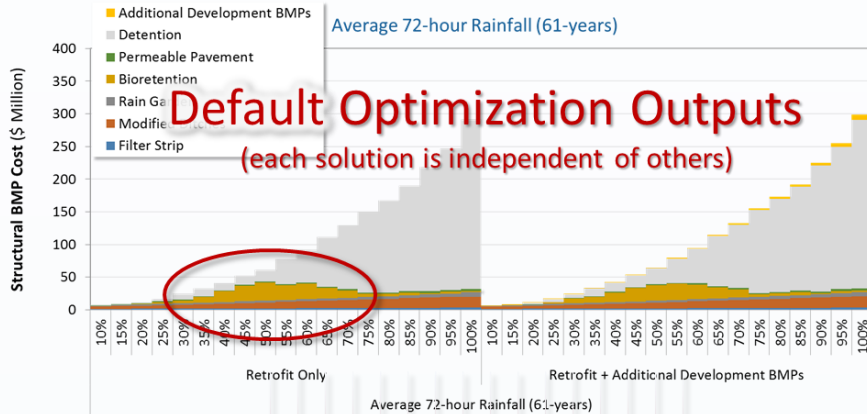 Additional Development BMPs
Average 72-hour Rainfall (61-years)
Detention
Permeable Pavement
Bioretention
Rain
Modified
Filter Strip
Default Optimization Outputs
(each solution is independent of others)
Structural BMP Cost ($ Million)
400
350
300
250
200
150
100
50
0
10% 15% 20% 25% 30% 35% 40% 45% 50% 55% 60% 65% 70% 75% 80% 85% 90% 95% 100% 10% 15% 20% 25% 30% 35% 40% 45% 50% 55% 60% 65% 70% 75% 80% 85% 90% 95% 100%
Retrofit Only
Retrofit + Additional Development BMPs
Average 72-hour Rainfall (61-years)